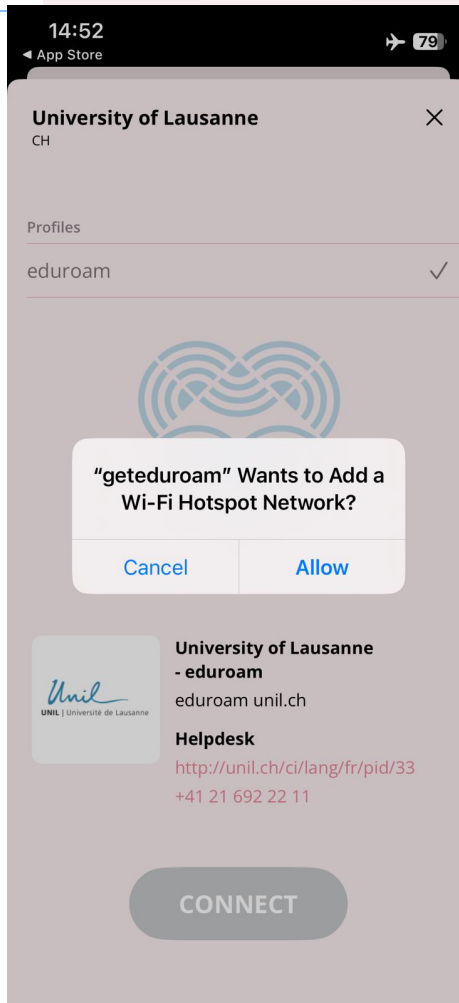 14:52
79
◀ App Store
University of Lausanne
CH
Profiles
eduroam
“geteduroam” Wants to Add a
Wi-Fi Hotspot Network?
Cancel
Allow
University of Lausanne
- eduroam
eduroam unil.ch
Helpdesk
http://unil.ch/ci/lang/fr/pid/33
+41 21 692 22 11
Unil
UNIL | Université de Lausanne
CONNECT